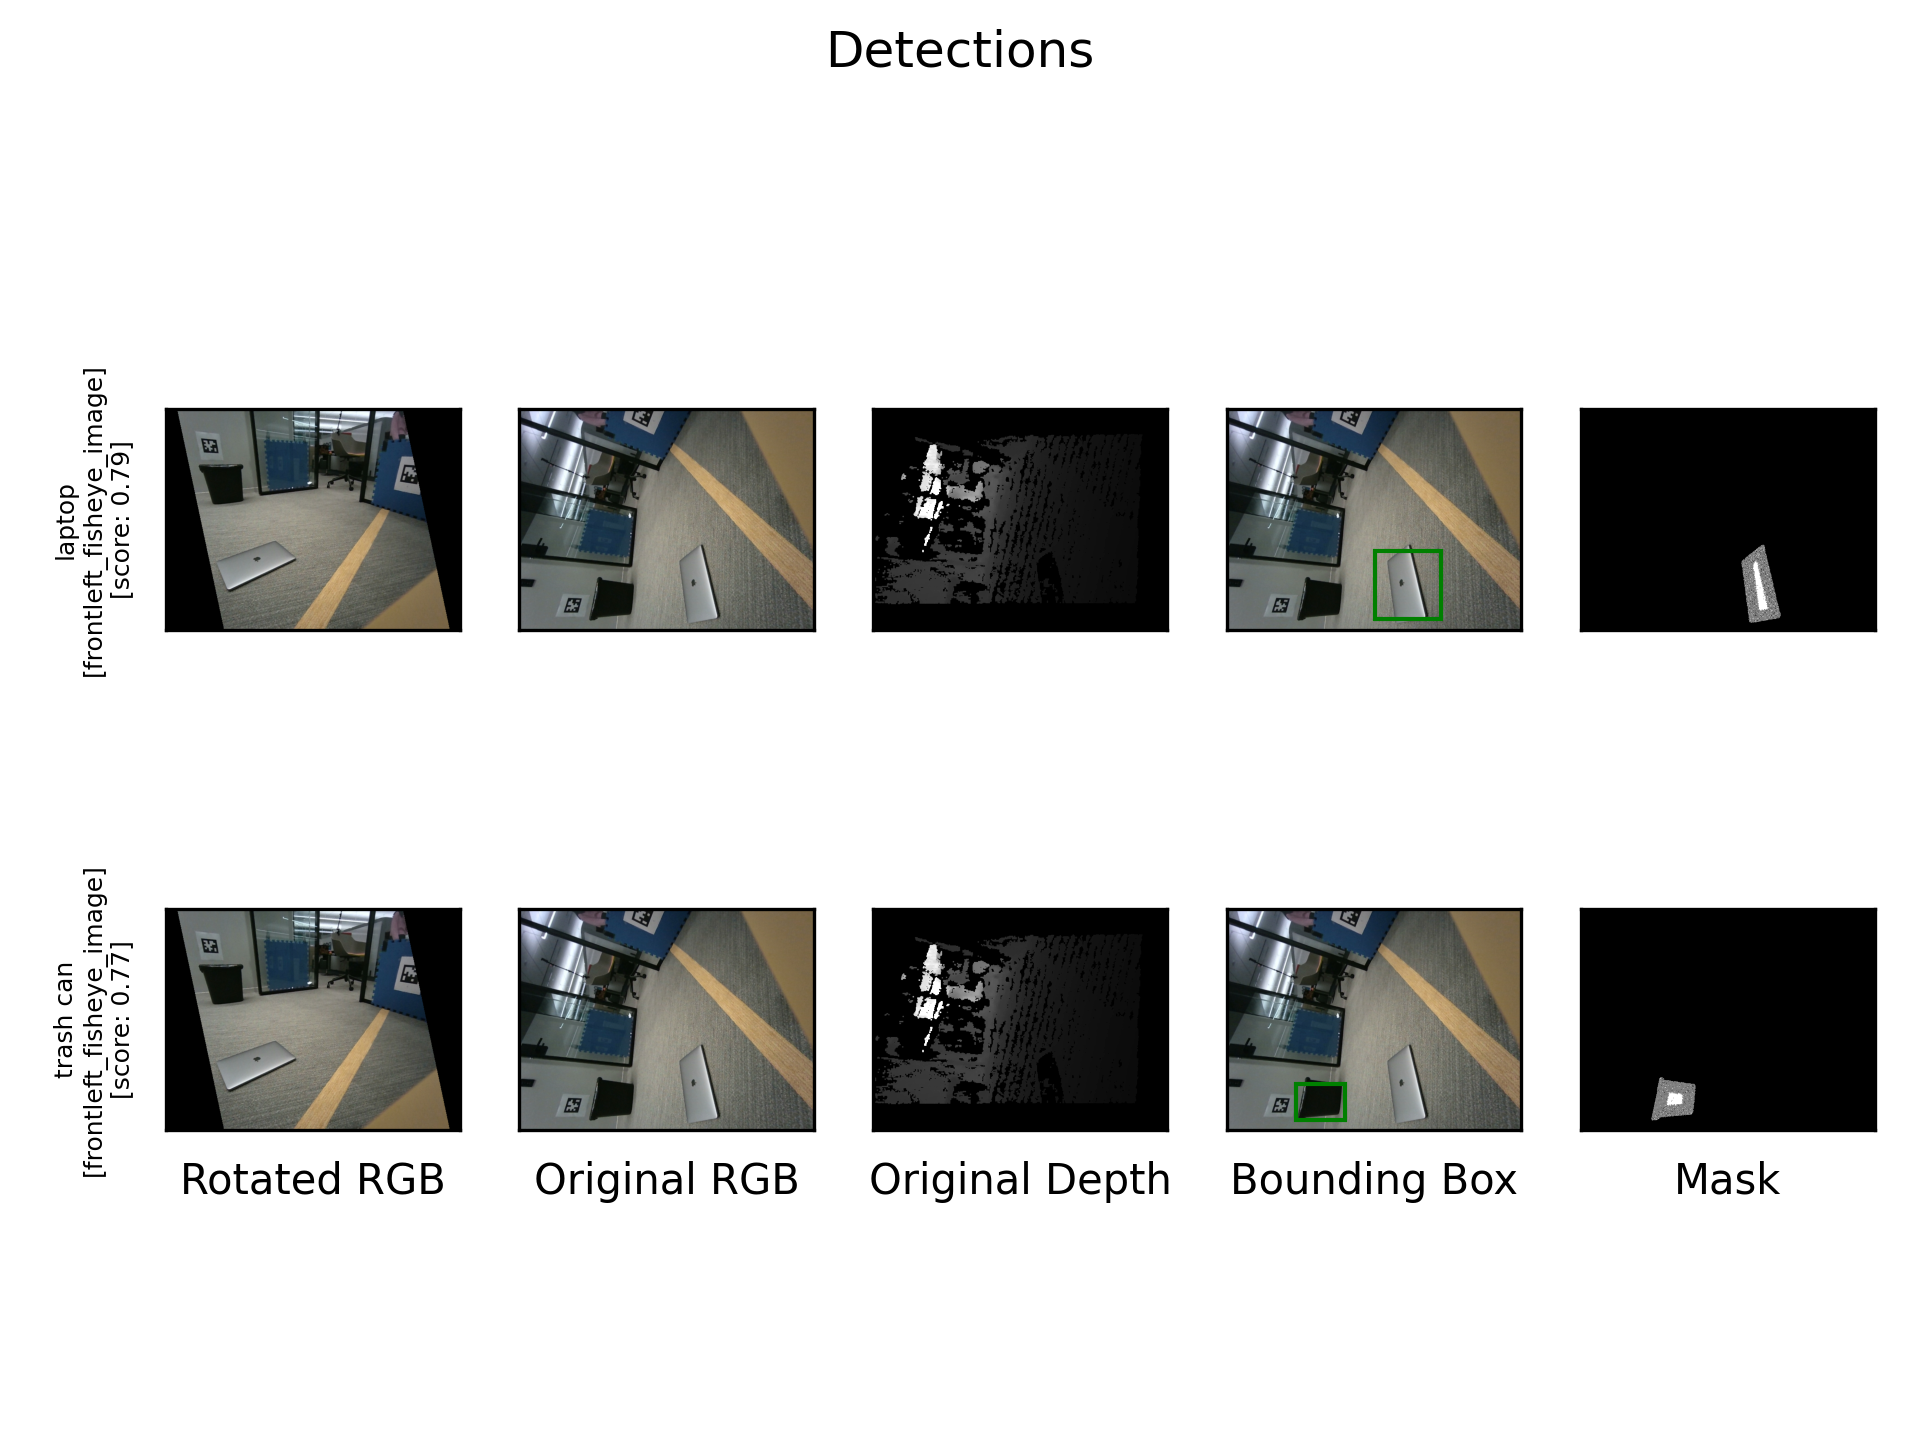 Detections
laptop
[frontleft_fisheye_image]
[score: 0.79]
trash can
[frontleft_fisheye_image]
[score: 0.77]
Rotated RGB
Original RGB
Original Depth
Bounding Box
Mask